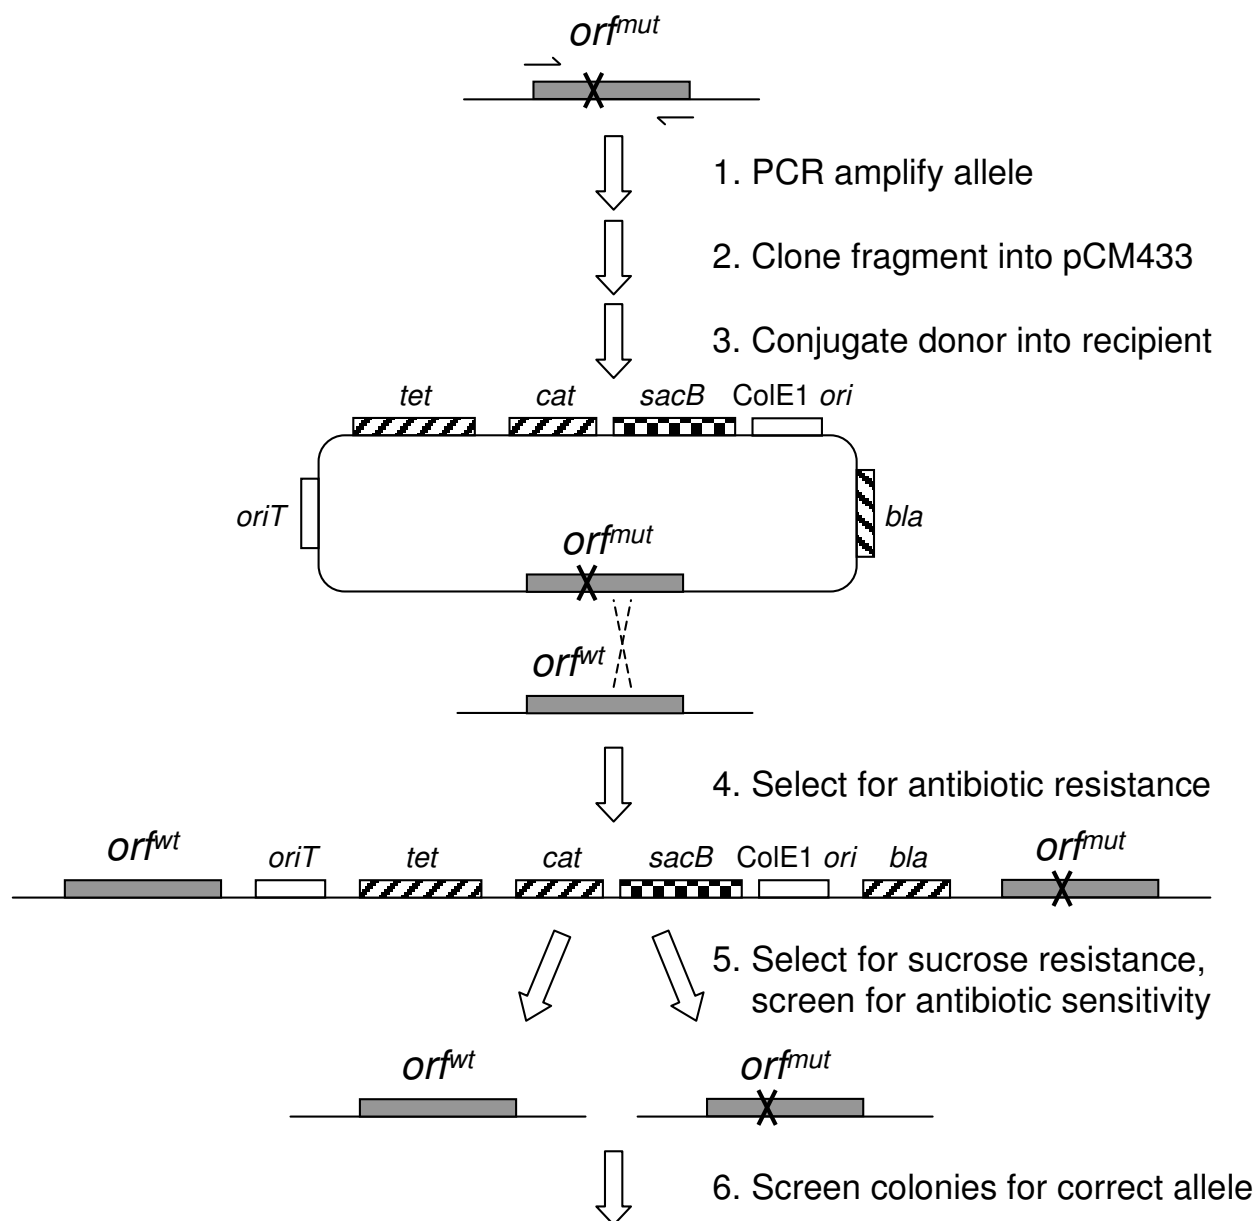 orfmut
1. PCR amplify allele
2. Clone fragment into pCM433
3. Conjugate donor into recipient
tet cat sacB ColE1 ori
oriT bla
orfmut
orfwt
4. Select for antibiotic resistance
orfwt oriT tet cat sacB ColE1 ori bla orfmut
5. Select for sucrose resistance,
screen for antibiotic sensitivity
orfwt orfmut
6. Screen colonies for correct allele